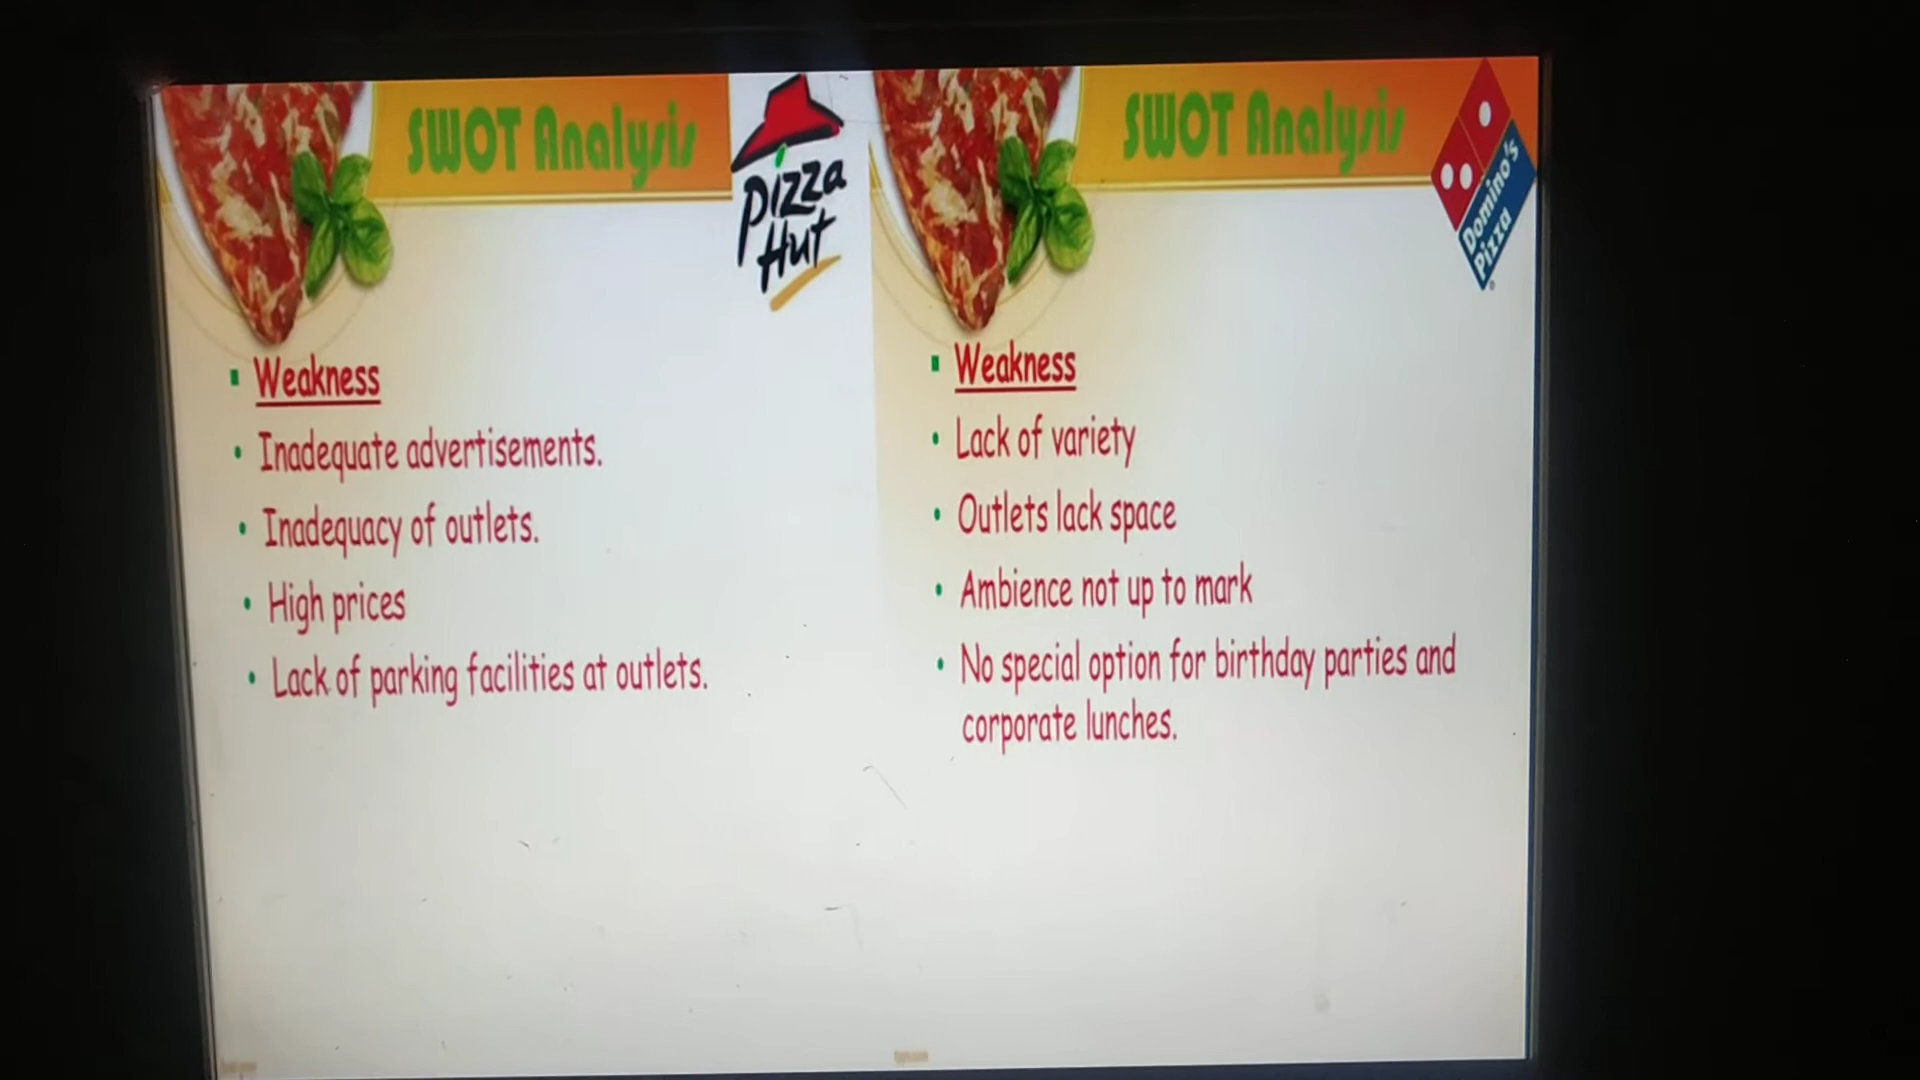 SWOT Analysis
Pizza
Hut
Weakness
Inadequate advertisements.
Inadequacy of outlets.
High prices
Lack of parking facilities at outlets.
SWOT Analysis
Domino's
Pizza
Weakness
Lack of variety
Outlets lack space
Ambience not up to mark
No special option for birthday parties and
corporate lunches.